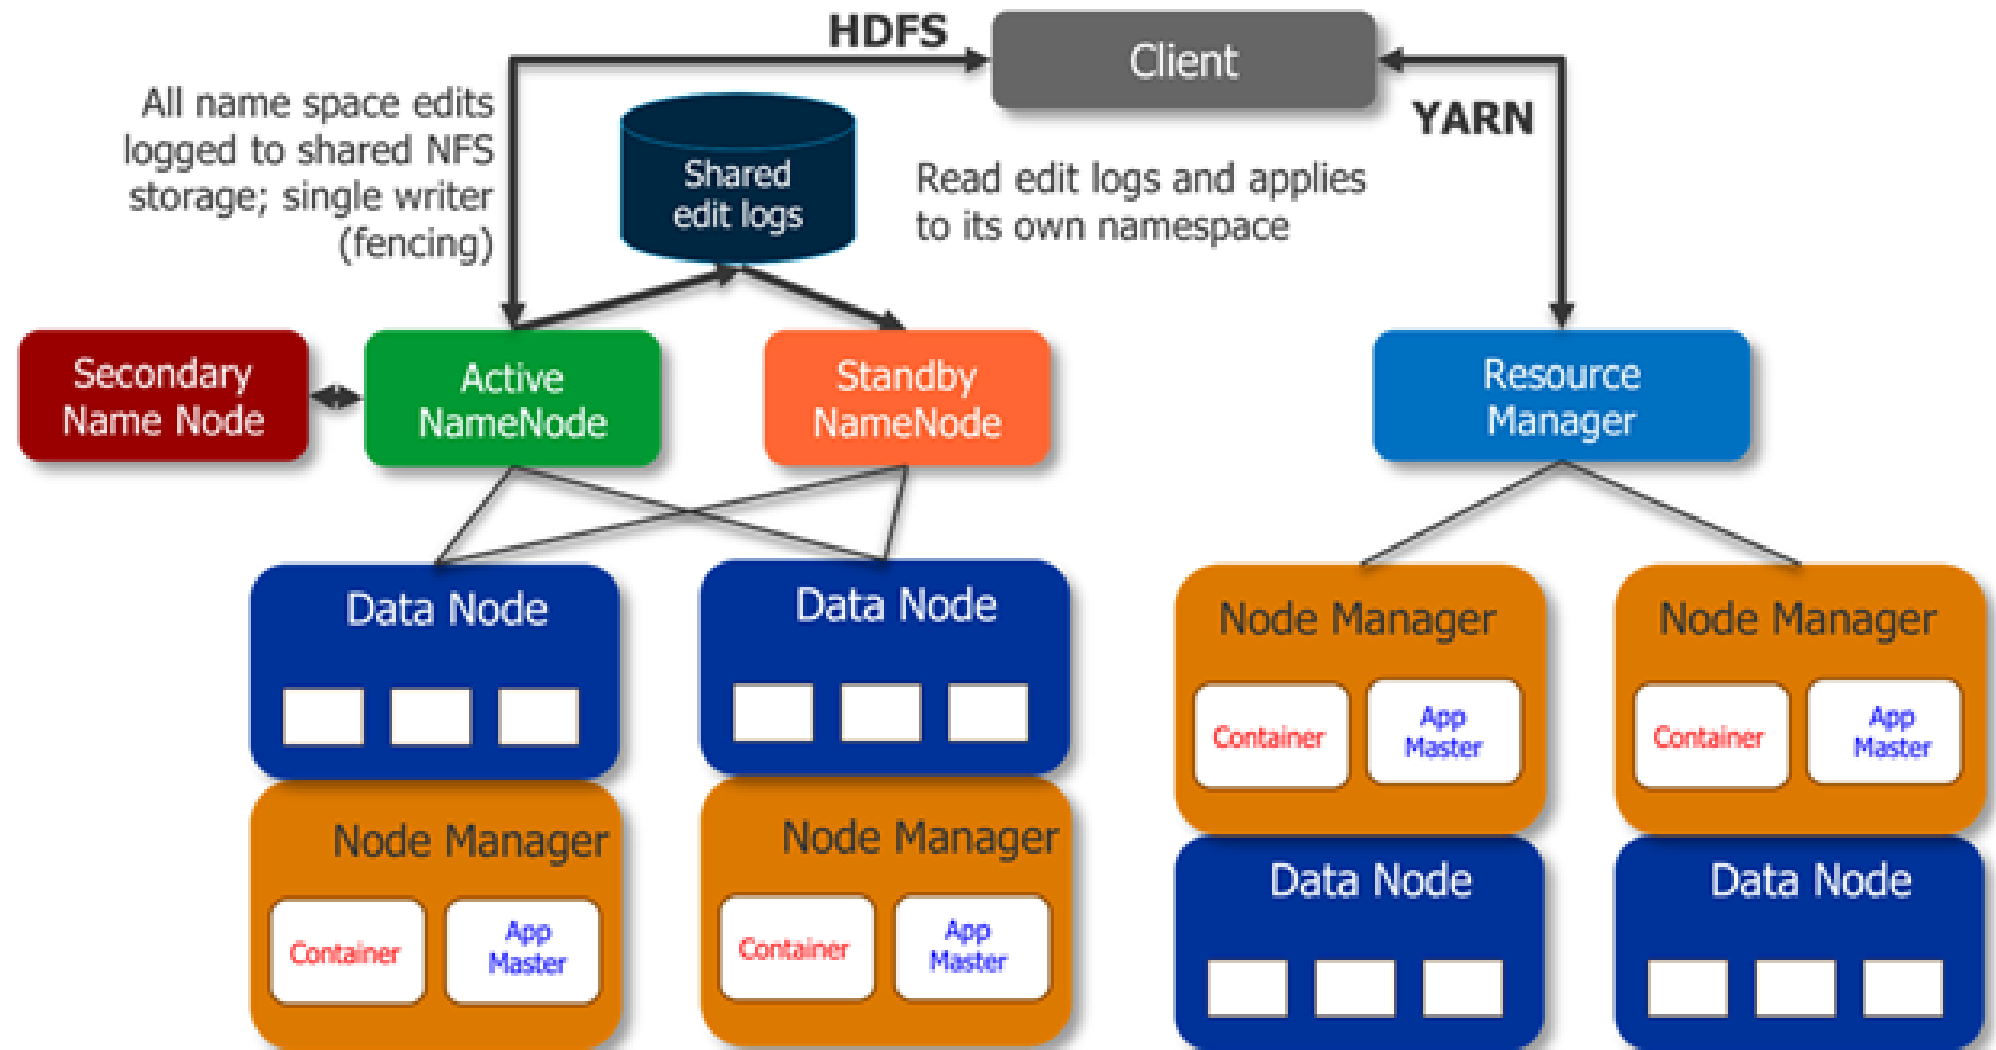 HDFS
Client
YARN
All name space edits
logged to shared NFS
storage; single writer
(fencing)
Shared
edit logs
Read edit logs and applies
to its own namespace
Secondary
Name Node
Active
NameNode
Standby
NameNode
Resource
Manager
Data Node
Data Node
Node Manager
Container
App
Master
Node Manager
Container
App
Master
Node Manager
Container
App
Master
Node Manager
Container
App
Master
Data Node
Data Node